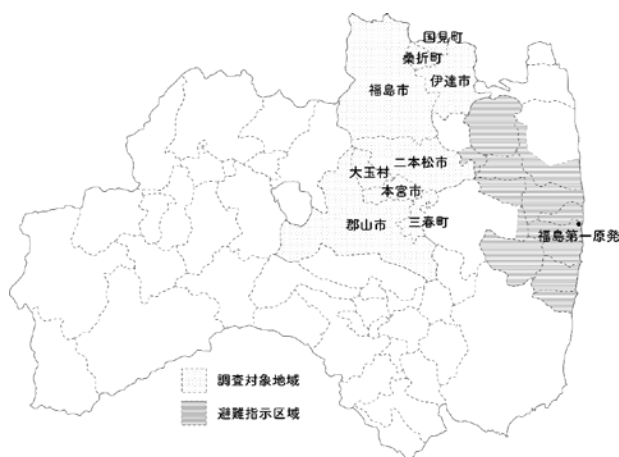 国見町
桑折町
伊達市
福島市
二本松市
大玉村
本宮市
三春町
郡山市
福島第一原発
調査対象地域
避難指示区域